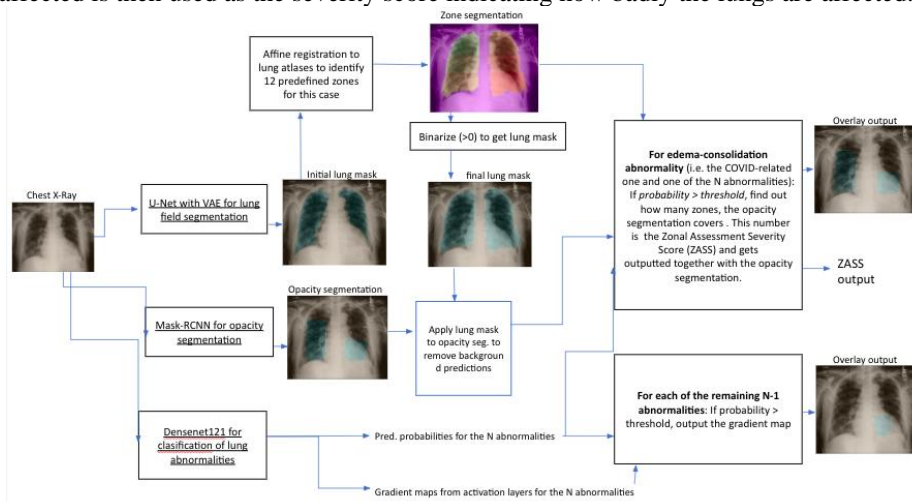 affected is then used as the severity score indicating how badly the lungs are affected.
Zone segmentation
Affine registration to
lung atlases to identify
12 predefined zones
for this case
Binarize (>0) to get lung mask
Chest X-Ray
U-Net with VAE for lung
field segmentation
Initial lung mask
final lung mask
Mask-RCNN for opacity
segmentation
Opacity segmentation
Apply lung mask
to opacity seg. to
remove backgroun
d predictions
Densenet121 for
clasification of lung
abnormalities
Pred. probabilities for the N abnormalities
Gradient maps from activation layers for the N abnormalities
For edema-consolidation
abnormality (i.e. the COVID-related
one and one of the N abnormalities):
If probability > threshold, find out
how many zones, the opacity
segmentation covers . This number
is the Zonal Assessment Severity
Score (ZASS) and gets
outputted together with the opacity
segmentation.
Overlay output
ZASS
output
For each of the remaining N-1
abnormalities: If probability >
threshold, output the gradient map
Overlay output